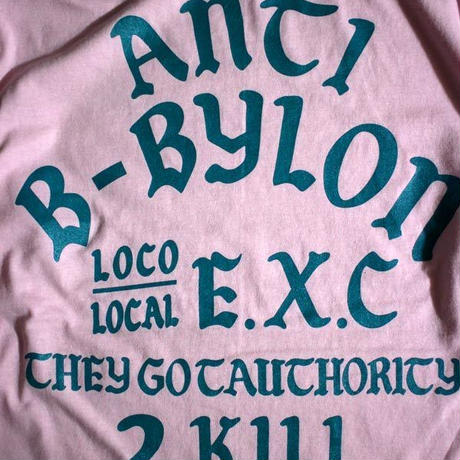 ANTI
B-BYLON
LOCO
LOCAL
E.X.C
THEY GOT AUTHORITY
2 KILL